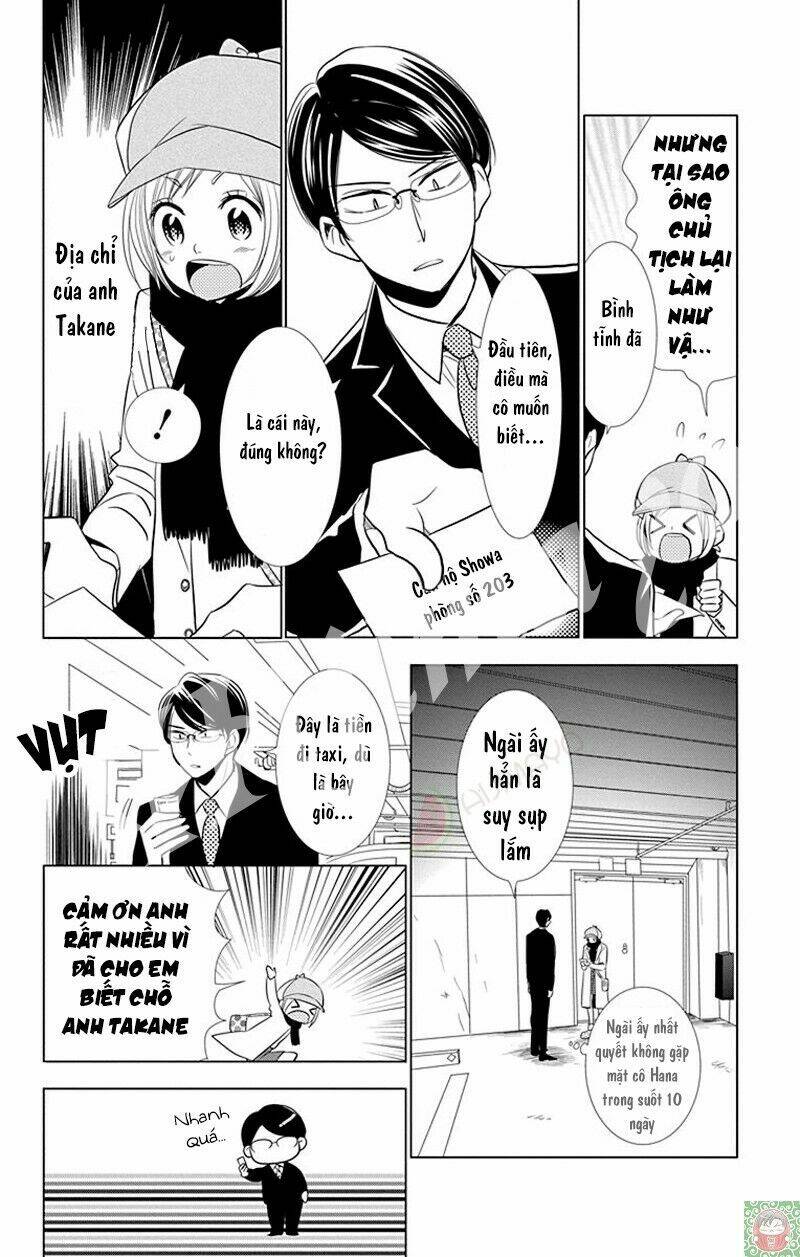 NHƯNG
TẠI SAO
ÔNG
CHỦ
TỊCH LẠI
LÀM
NHƯ
VẬ...
Bình
tĩnh đã
Đầu tiên,
điều mà
cô muốn
biết...
Là cái này,
đúng không?
Căn hộ Showa
phòng số 203
Địa chỉ
của anh
Takane
!
Ngài ấy
hẳn là
suy sụp
lắm
Ngài ấy nhất
quyết không gặp
mặt cô Hana
trong suốt 10
ngày
Đây là tiền
đi taxi, dù
là bây
giờ...
VỤT
CẢM ƠN ANH
RẤT NHIỀU VÌ
ĐÃ CHO EM
BIẾT CHỖ
ANH TAKANE
Nhanh
quá...